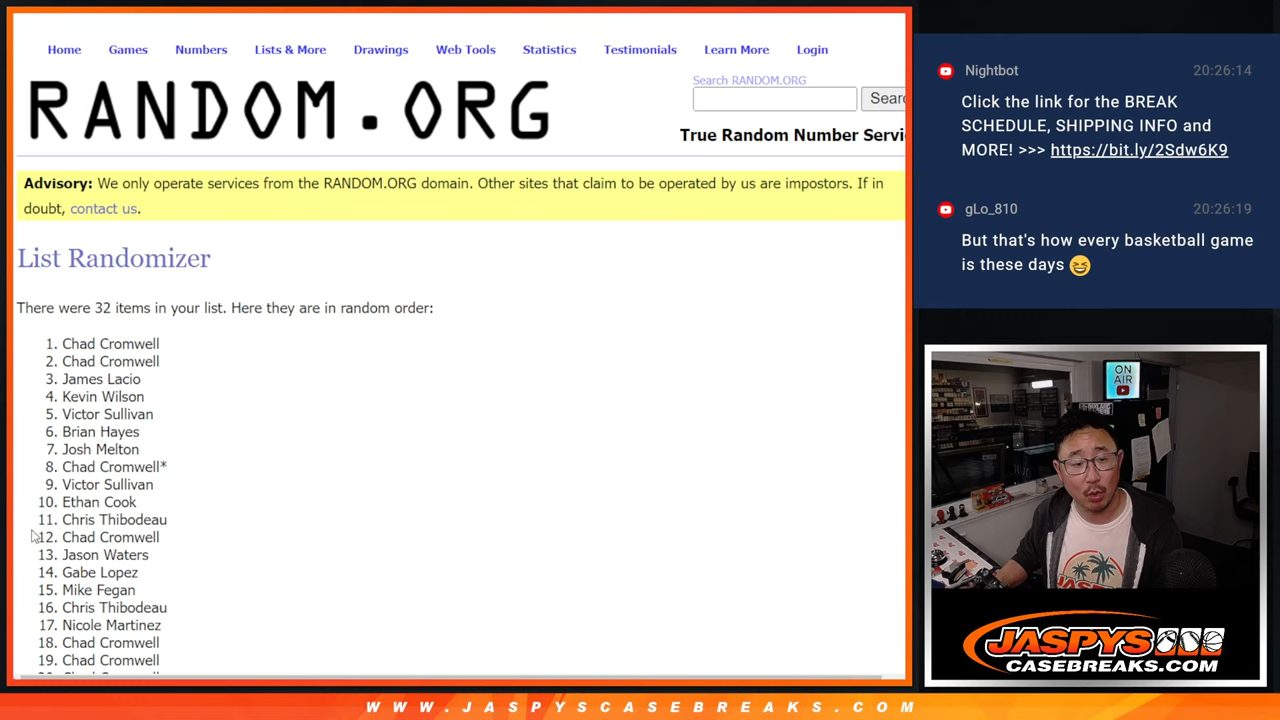 Home Games Numbers Lists & More Drawings Web Tools Statistics Testimonials Learn More Login
RANDOM.ORG
Search RANDOM.ORG
Searc
True Random Number Servi
Advisory: We only operate services from the RANDOM.ORG domain. Other sites that claim to be operated by us are impostors. If in
doubt, contact us.
List Randomizer
There were 32 items in your list. Here they are in random order:
1. Chad Cromwell
2. Chad Cromwell
3. James Lacio
4. Kevin Wilson
5. Victor Sullivan
6. Brian Hayes
7. Josh Melton
8. Chad Cromwell*
9. Victor Sullivan
10. Ethan Cook
11. Chris Thibodeau
12. Chad Cromwell
13. Jason Waters
14. Gabe Lopez
15. Mike Fegan
16. Chris Thibodeau
17. Nicole Martinez
18. Chad Cromwell
19. Chad Cromwell
Nightbot 20:26:14
Click the link for the BREAK
SCHEDULE, SHIPPING INFO and
MORE! >>> https://bit.ly/2Sdw6K9
gLo_810 20:26:19
But that's how every basketball game
is these days 😆
ON
AIR
JASPYS
CASEBREAKS.COM
WWW.JASPYSCASEBREAKS.COM